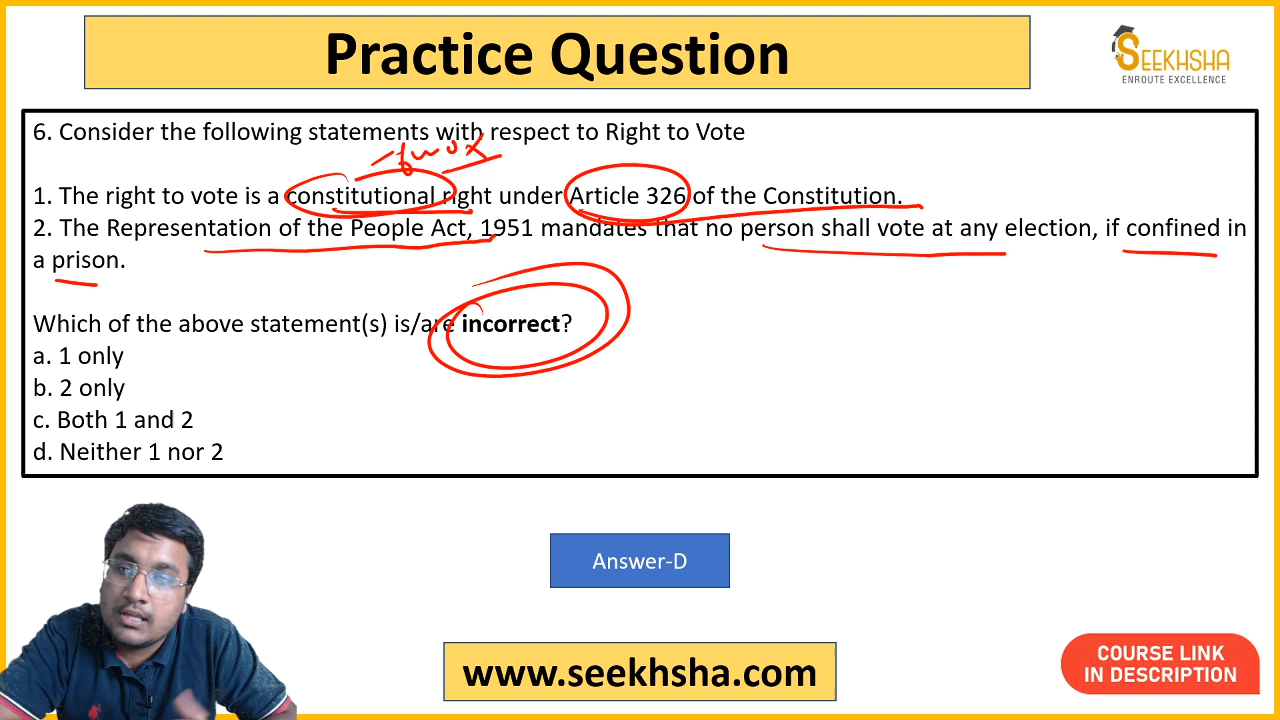 Practice Question
SEEKHSHA
ENROUTE EXCELLENCE
6. Consider the following statements with respect to Right to Vote
1. The right to vote is a constitutional right under Article 326 of the Constitution.
2. The Representation of the People Act, 1951 mandates that no person shall vote at any election, if confined in
a prison.
Which of the above statement(s) is/are incorrect?
a. 1 only
b. 2 only
c. Both 1 and 2
d. Neither 1 nor 2
Answer-D
www.seekhsha.com
COURSE LINK
IN DESCRIPTION